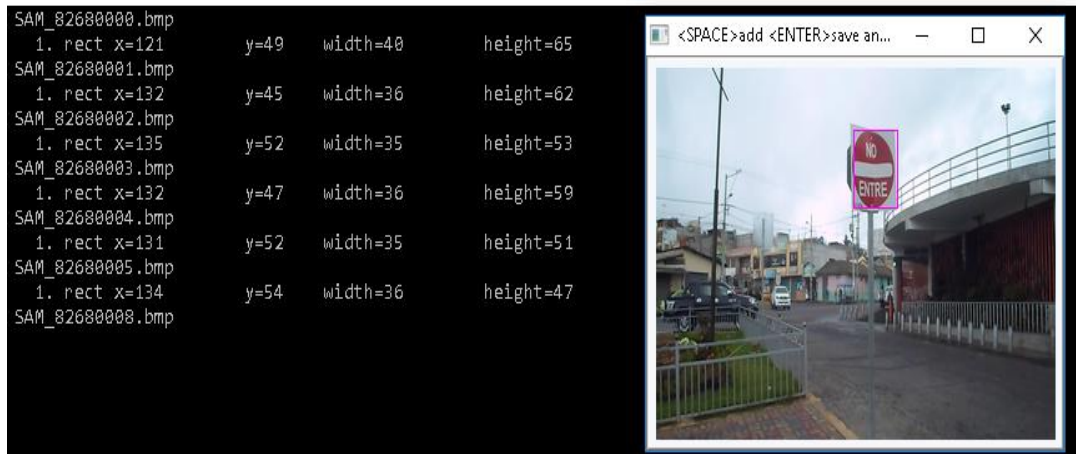 SAM_82680000.bmp
1. rect x=121 y=49 width=40 height=65
SAM_82680001.bmp
1. rect x=132 y=45 width=36 height=62
SAM_82680002.bmp
1. rect x=135 y=52 width=35 height=53
SAM_82680003.bmp
1. rect x=132 y=47 width=36 height=59
SAM_82680004.bmp
1. rect x=131 y=52 width=35 height=51
SAM_82680005.bmp
1. rect x=134 y=54 width=36 height=47
SAM_82680008.bmp
<SPACE>add <ENTER>save an...
NO
ENTRE